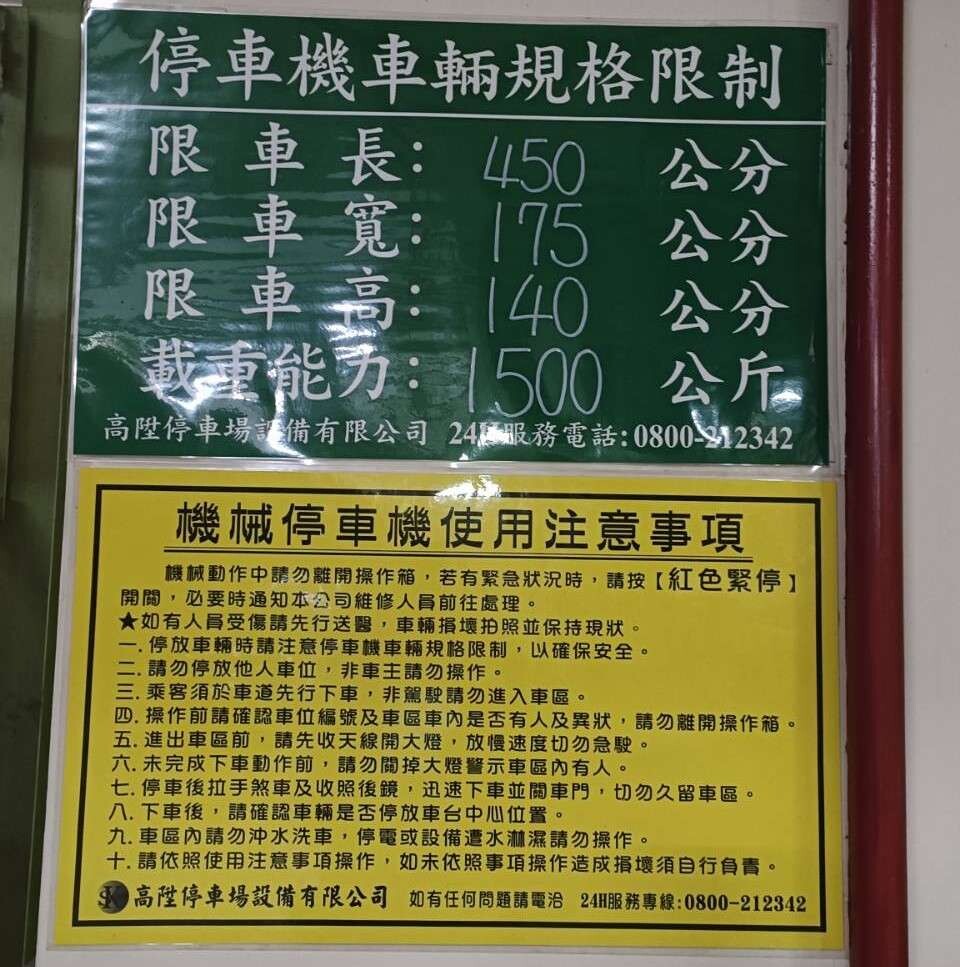 停車機車輛規格限制
限車長：450 公分
限車寬：175 公分
限車高：140 公分
載重能力：1500 公斤
高陞停車場設備有限公司 24H服務電話：0800-212342
機械停車機使用注意事項
機械動作中請勿離開操作箱，若有緊急狀況時，請按【紅色緊停】
開關，必要時通知本公司維修人員前往處理。
★如有人員受傷請先行送醫，車輛損壞拍照並保持現狀。
一. 停放車輛時請注意停車機車輛規格限制，以確保安全。
二. 請勿停放他人車位，非車主請勿操作。
三. 乘客須於車道先行下車，非駕駛請勿進入車區。
四. 操作前請確認車位編號及車區車內是否有人及異狀，請勿離開操作箱。
五. 進出車區前，請先收天線開大燈，放慢速度切勿急駛。
六. 未完成下車動作前，請勿關掉大燈警示車區內有人。
七. 停車後拉手煞車及收照後鏡，迅速下車並關車門，切勿久留車區。
八. 下車後，請確認車輛是否停放車台中心位置。
九. 車區內請勿沖水洗車，停電或設備遭水淋濕請勿操作。
十. 請依照使用注意事項操作，如未依照事項操作造成損壞須自行負責。
SK 高陞停車場設備有限公司 如有任何問題請電洽 24H服務專線：0800-212342